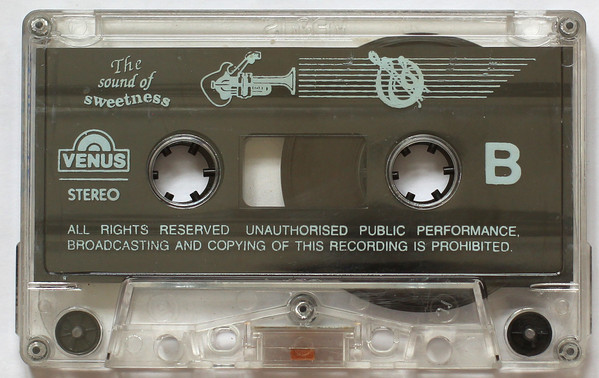 The
sound of
sweetness
VENUS
STEREO
B
ALL RIGHTS RESERVED UNAUTHORISED PUBLIC PERFORMANCE,
BROADCASTING AND COPYING OF THIS RECORDING IS PROHIBITED.